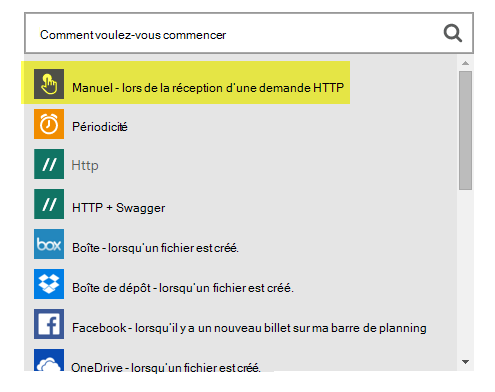 Comment voulez-vous commencer
Manuel - lors de la réception d'une demande HTTP
Périodicité
// Http
// HTTP + Swagger
box Boîte - lorsqu'un fichier est créé.
Boîte de dépôt - lorsqu'un fichier est créé.
f Facebook - lorsqu'il y a un nouveau billet sur ma barre de planning
OneDrive - lorsqu'un fichier est créé.